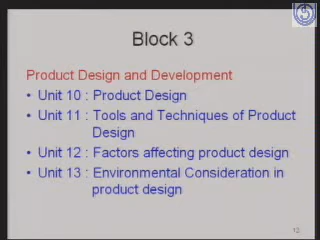 Block 3
Product Design and Development
• Unit 10 : Product Design
• Unit 11 : Tools and Techniques of Product
Design
• Unit 12 : Factors affecting product design
• Unit 13 : Environmental Consideration in
product design
12